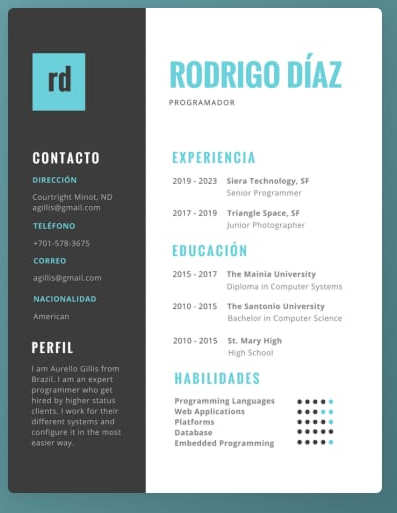 rd
RODRIGO DÍAZ
PROGRAMADOR
CONTACTO
DIRECCIÓN
Courtright Minot, ND
agillis@gmail.com
TELÉFONO
+701-578-3675
CORREO
agillis@gmail.com
NACIONALIDAD
American
PERFIL
I am Aurello Gillis from
Brazil. I am an expert
programmer who get
hired by higher status
clients. I work for their
different systems and
configure it in the most
easier way.
EXPERIENCIA
2019 - 2023 Siera Technology, SF
Senior Programmer
2017 - 2019 Triangle Space, SF
Junior Photographer
EDUCACIÓN
2015 - 2017 The Mainia University
Diploma in Computer Systems
2010 - 2015 The Santonio University
Bachelor in Computer Science
2010 - 2015 St. Mary High
High School
HABILIDADES
Programming Languages
Web Applications
Platforms
Database
Embedded Programming